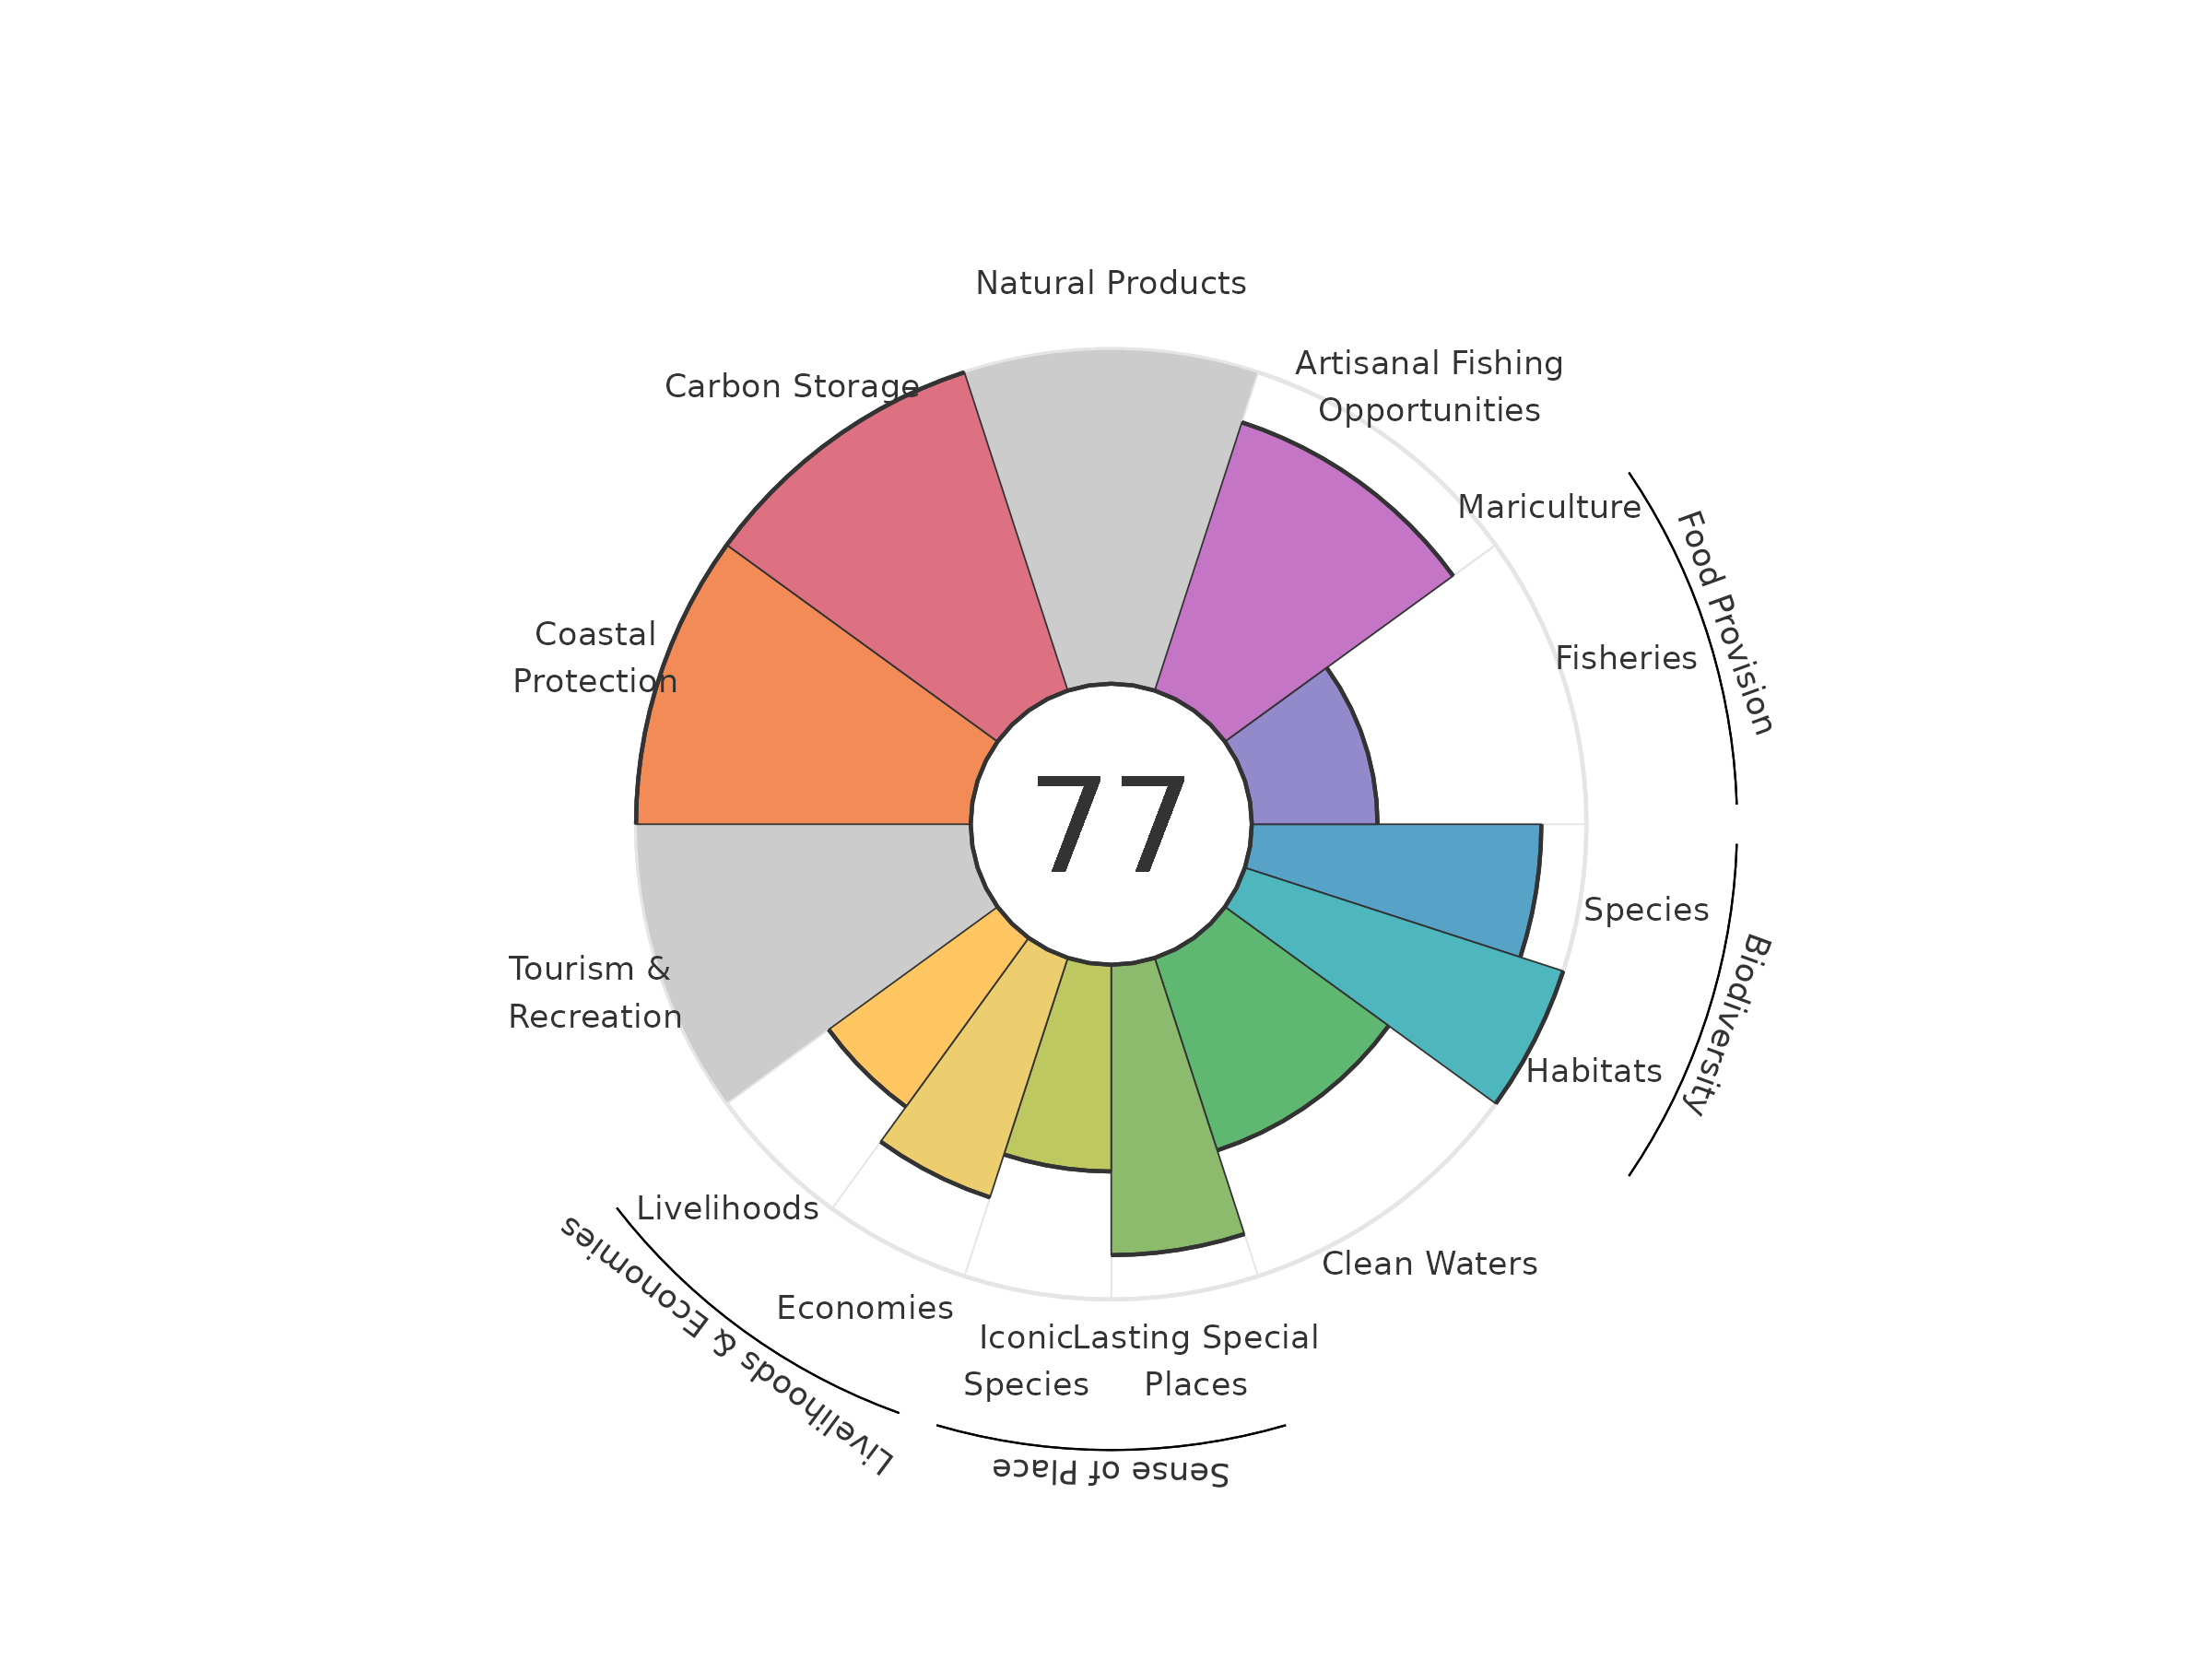 Natural Products
Artisanal Fishing
Opportunities
Carbon Storage
Mariculture
Food Provision
Fisheries
Coastal
Protection
77
Species
Biodiversity
Tourism &
Recreation
Habitats
Livelihoods
Clean Waters
Livelihoods & Economies
Economies
Iconic
Species
Lasting Special
Places
Sense of Place